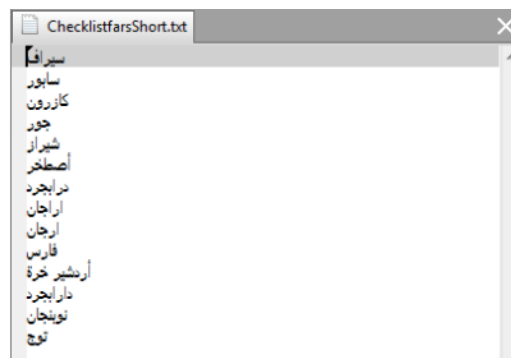 ChecklistfarsShort.txt
سيراف
سابور
كازرون
جور
شيراز
أصطخر
درابجرد
اراجان
ارجان
فارس
أردشير خرة
دارابجرد
نوبنجان
توج